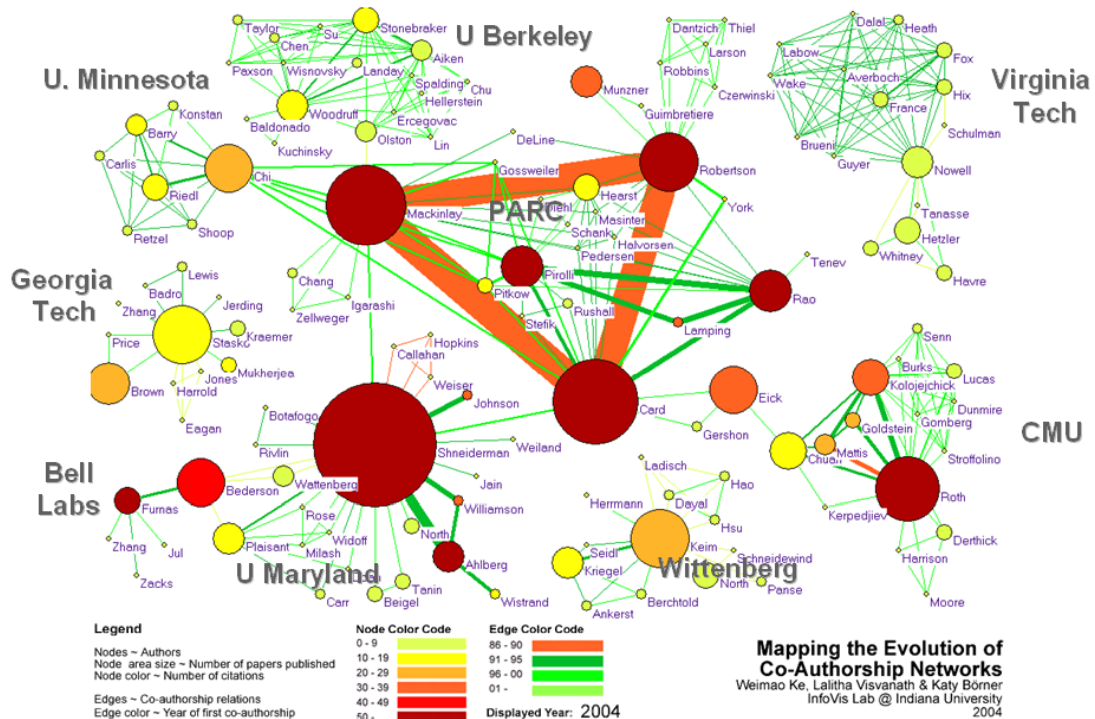 Taylor
Su
Stonebraker
Chen
U Berkeley
Aiken
Paxson
Wisnovsky
Landay
Spalding
Chu
Hellerstein
Woodruff
Ercegovac
Baldonado
Olston
Lin
Kuchinsky
Dantzich
Thiel
Larson
Robbins
Munzner
Czerwinski
Guimbretiere
Dalal
Heath
Labow
Fox
Averboch
Wake
Hix
France
Virginia
Tech
Schulman
Brueni
Guyer
Nowell
Tanasse
Hetzler
Whitney
Havre
U. Minnesota
Konstan
Barry
Carlis
Chi
Riedl
Retzel
Shoop
DeLine
Gossweiler
Robertson
Mackinlay
PARC
Diehl
Hearst
Masinter
York
Schank
Halvorsen
Pedersen
Tenev
Pirolli
Rao
Chang
Pitkow
Igarashi
Rushall
Zellweger
Stefik
Lamping
Georgia
Tech
Lewis
Badro
Zhang
Jerding
Price
Stasko
Kraemer
Jones
Mukherjea
Brown
Harrold
Eagan
Hopkins
Callahan
Weiser
Johnson
Card
Eick
Gershon
Botafogo
Shneiderman
Weiland
Rivlin
Jain
Senn
Burks
Kolojejchick
Lucas
Dunmire
Goldstein
Gomberg
CMU
Mattis
Chuah
Stroffolino
Roth
Kerpedjiev
Derthick
Harrison
Moore
Bell
Labs
Bederson
Wattenberg
Furnas
Williamson
Zhang
Jul
Rose
North
Plaisant
Widoff
Milash
Ahlberg
Zacks
U Maryland
Tanin
Carr
Beigel
Wistrand
Ladisch
Hao
Herrmann
Dayal
Hsu
Keim
Seidl
Schneidewind
Kriegel
Wittenberg
North
Panse
Berchtold
Ankerst
Legend
Nodes ~ Authors
Node area size ~ Number of papers published
Node color ~ Number of citations
Edges ~ Co-authorship relations
Edge color ~ Year of first co-authorship
Node Color Code
0 - 9
10 - 19
20 - 29
30 - 39
40 - 49
50 -
Edge Color Code
86 - 90
91 - 95
96 - 00
01 -
Displayed Year: 2004
Mapping the Evolution of
Co-Authorship Networks
Weimao Ke, Lalitha Visvanath & Katy Börner
InfoVis Lab @ Indiana University
2004